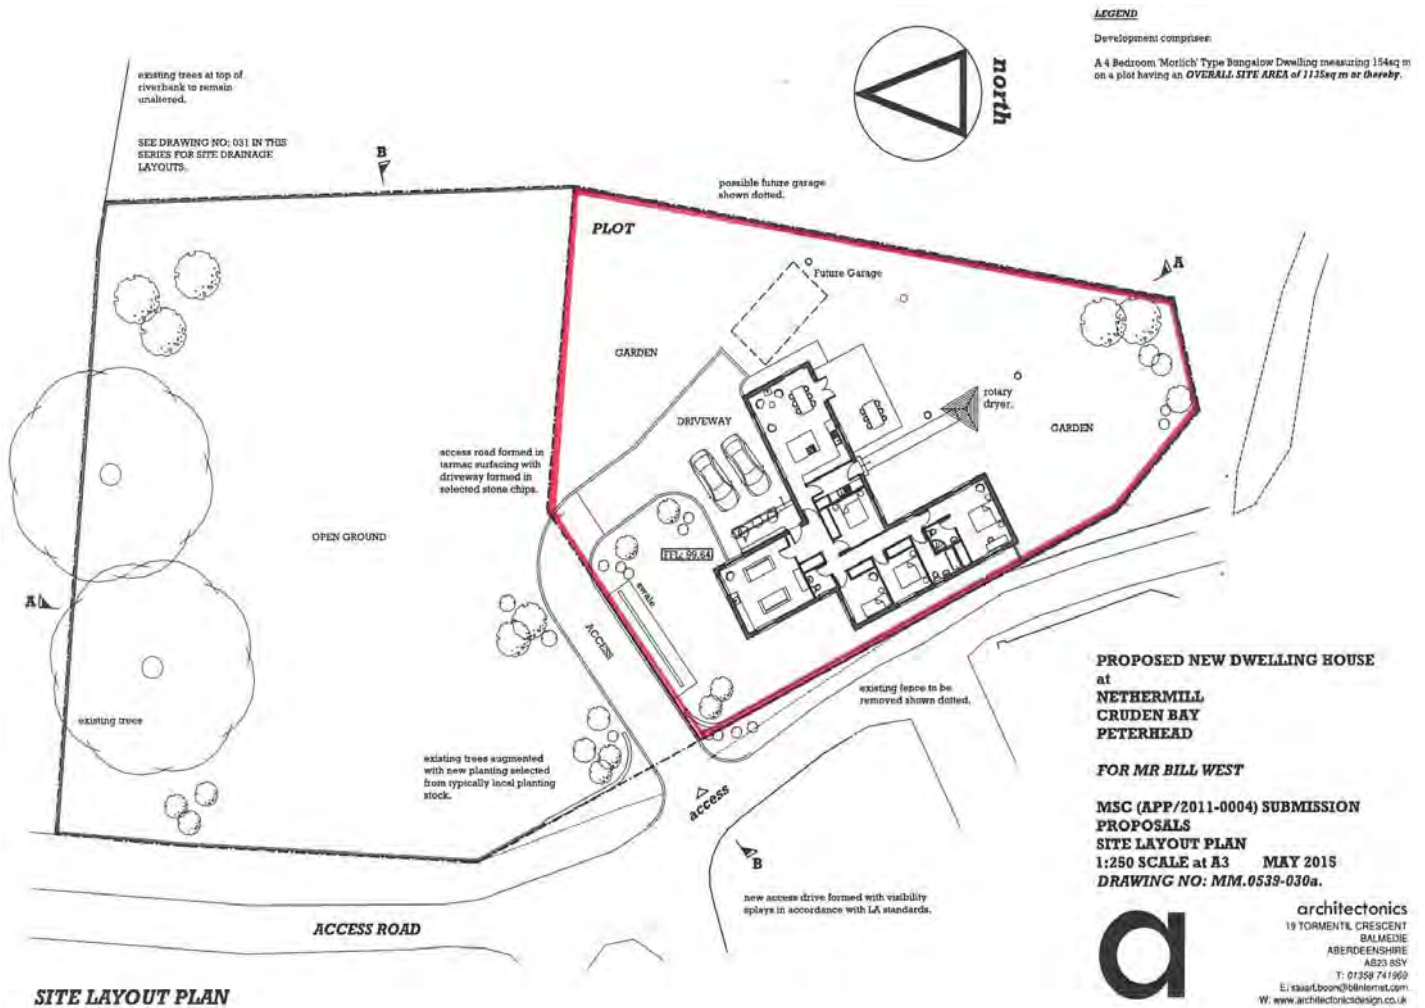 LEGEND
Development comprises:
A 4 Bedroom 'Morlich' Type Bungalow Dwelling measuring 154sq m
on a plot having an OVERALL SITE AREA of 1135sq m or thereby.
north
existing trees at top of
riverbank to remain
unaltered.
SEE DRAWING NO: 031 IN THIS
SERIES FOR SITE DRAINAGE
LAYOUTS.
B
possible future garage
shown dotted.
PLOT
A
Future Garage
GARDEN
rotary
dryer.
DRIVEWAY
GARDEN
access road formed in
tarmac surfacing with
driveway formed in
selected stone chips.
OPEN GROUND
FFL: 99.64
swale
A
ACCESS
existing trees
existing fence to be
removed shown dotted.
existing trees augmented
with new planting selected
from typically local planting
stock.
access
B
new access drive formed with visibility
splays in accordance with LA standards.
ACCESS ROAD
SITE LAYOUT PLAN
PROPOSED NEW DWELLING HOUSE
at
NETHERMILL
CRUDEN BAY
PETERHEAD
FOR MR BILL WEST
MSC (APP/2011-0004) SUBMISSION
PROPOSALS
SITE LAYOUT PLAN
1:250 SCALE at A3 MAY 2015
DRAWING NO: MM.0539-030a.
a
architectonics
19 TORMENTIL CRESCENT
BALMEDIE
ABERDEENSHIRE
AB23 8SY
T: 01358 741969
W: www.architectonicsdesign.co.uk